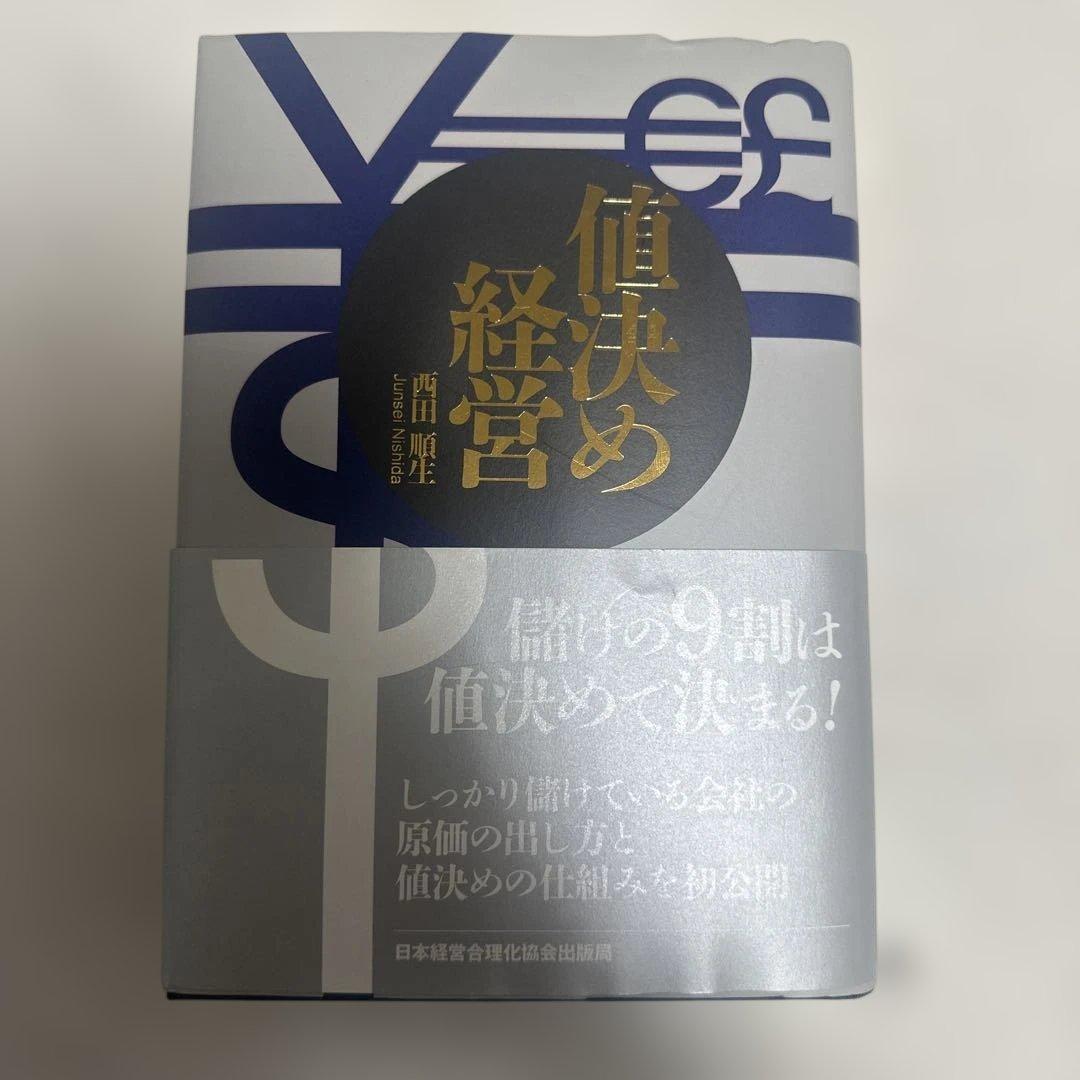 値決め
経営
西田 順生
Junsei Nishida
儲けの9割は
値決めで決まる!
しっかり儲けている会社の
原価の出し方と
値決めの仕組みを初公開
日本経営合理化協会出版局